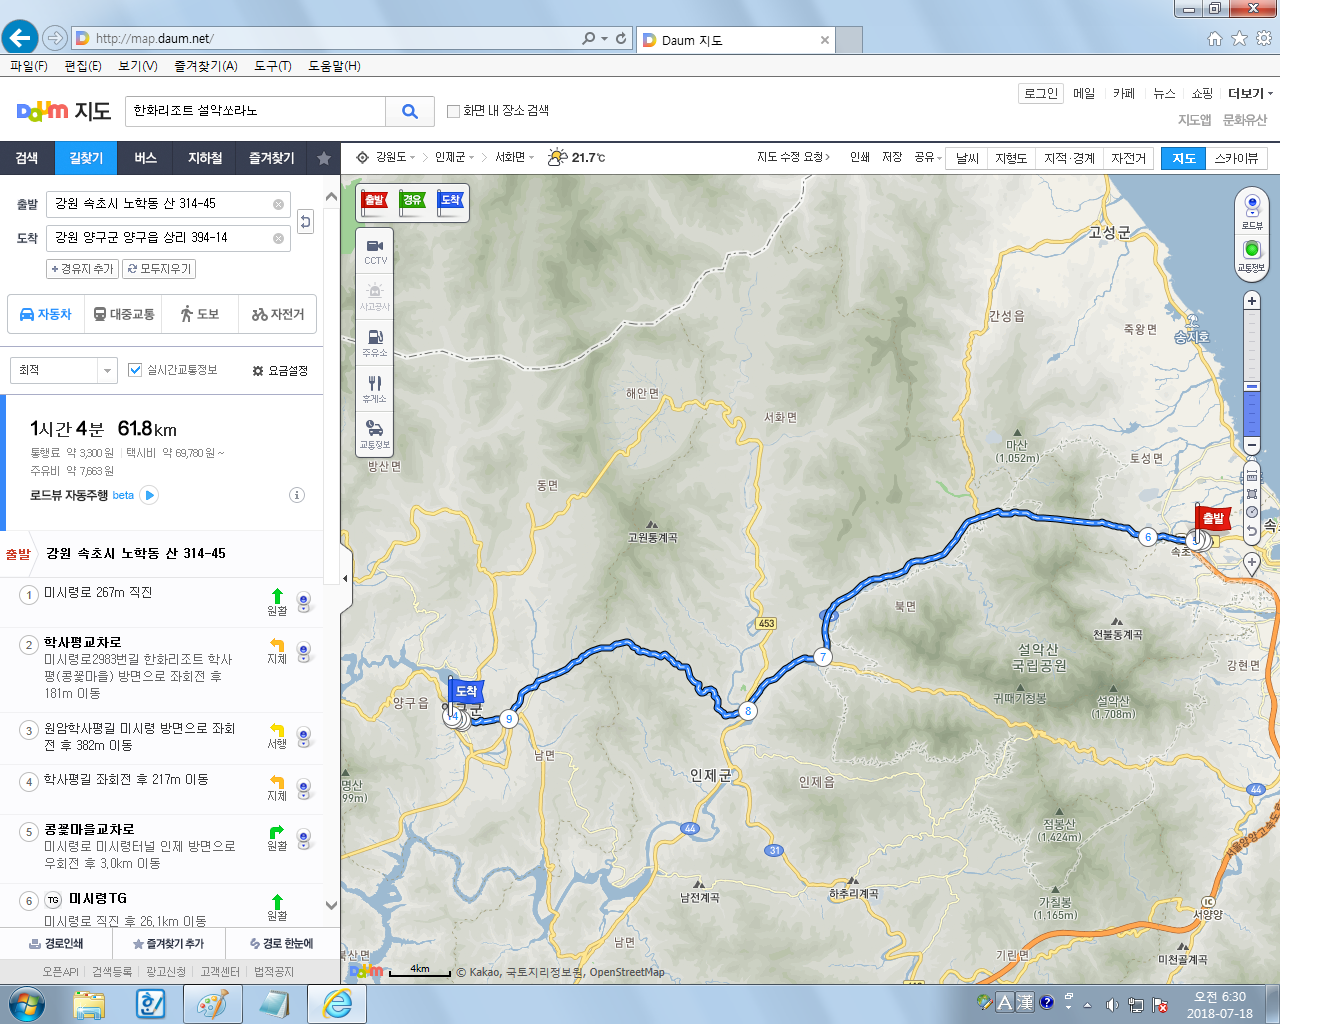 http://map.daum.net/
Daum 지도
파일(F) 편집(E) 보기(V) 즐겨찾기(A) 도구(T) 도움말(H)
Daum 지도
한화리조트 설악쏘라노
화면 내 장소 검색
로그인 메일 카페 뉴스 쇼핑 더보기
지도앱 문화유산
검색 길찾기 버스 지하철 즐겨찾기
강원도 인제군 서화면 21.7℃
지도 수정 요청 인쇄 저장 공유 날씨 지형도 지적·경계 자전거 지도 스카이뷰
출발 강원 속초시 노학동 산 314-45
도착 강원 양구군 양구읍 상리 394-14
+ 경유지 추가 모두지우기
자동차 대중교통 도보 자전거
최적 실시간교통정보 요금설정
1시간 4분 61.8km
통행료 약 3,300원 택시비 약 69,780원 ~
주유비 약 7,663원
로드뷰 자동주행 beta
출발 강원 속초시 노학동 산 314-45
1 미시령로 267m 직진
원활
2 학사평교차로
미시령로2983번길 한화리조트 학사
평(콩꽃마을) 방면으로 좌회전 후
181m 이동
지체
3 원암학사평길 미시령 방면으로 좌회
전 후 382m 이동
서행
4 학사평길 좌회전 후 217m 이동
지체
5 콩꽃마을교차로
미시령로 미시령터널 인제 방면으로
우회전 후 3.0km 이동
원활
6 TG 미시령TG
미시령로 직진 후 26.1km 이동
원활
경로인쇄 즐겨찾기 추가 경로 한눈에
오픈API 검색등록 광고신청 고객센터 법적공지
출발 경유 도착
CCTV
사고공사
주유소
휴게소
교통정보
로드뷰
교통정보
고성군
간성읍
죽왕면
송지호
해안면
서화면
마산
(1,052m)
토성면
방산면
동면
고원통계곡
출발
6
5
속초
속
북면
453
천불동계곡
설악산
국립공원
강현면
7
귀때기청봉
설악산
(1,708m)
도착
양구읍
양구군
4
9
8
남면
인제군
인제읍
명산
99m)
44
44
31
점봉산
(1,424m)
서울양양고속도로
남전계곡
하추리계곡
가칠봉
(1,165m)
IC
서양양
남면
기린면
미천골계곡
Daum 4km © Kakao, 국토지리정보원, OpenStreetMap
A 漢
오전 6:30
2018-07-18